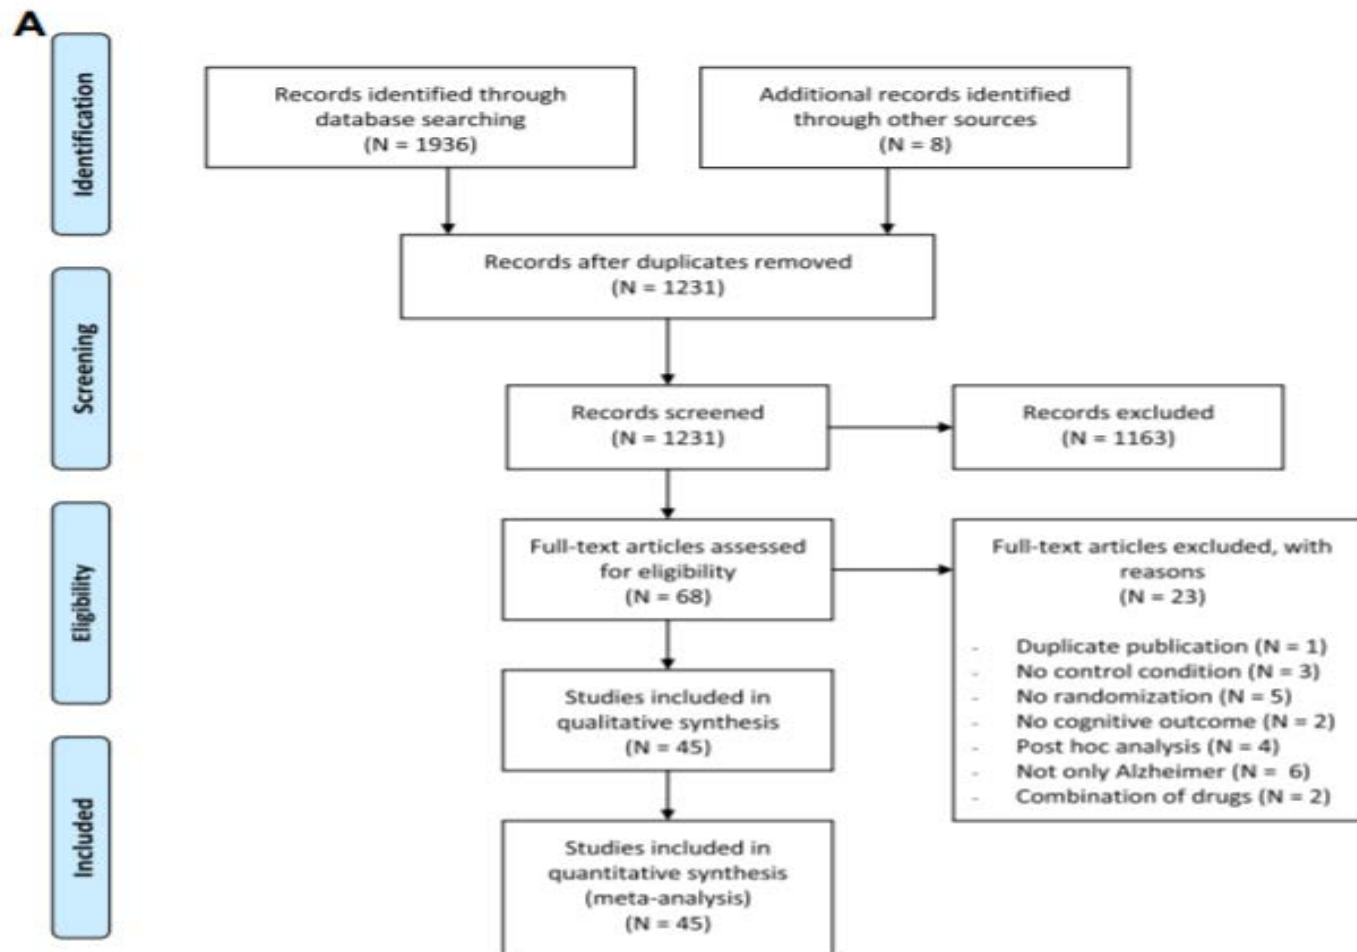 A
Identification
Records identified through
database searching
(N = 1936)
Additional records identified
through other sources
(N = 8)
Records after duplicates removed
(N = 1231)
Screening
Records screened
(N = 1231)
Records excluded
(N = 1163)
Eligibility
Full-text articles assessed
for eligibility
(N = 68)
Full-text articles excluded, with
reasons
(N = 23)
- Duplicate publication (N = 1)
- No control condition (N = 3)
- No randomization (N = 5)
- No cognitive outcome (N = 2)
- Post hoc analysis (N = 4)
- Not only Alzheimer (N = 6)
- Combination of drugs (N = 2)
Studies included in
qualitative synthesis
(N = 45)
Included
Studies included in
quantitative synthesis
(meta-analysis)
(N = 45)